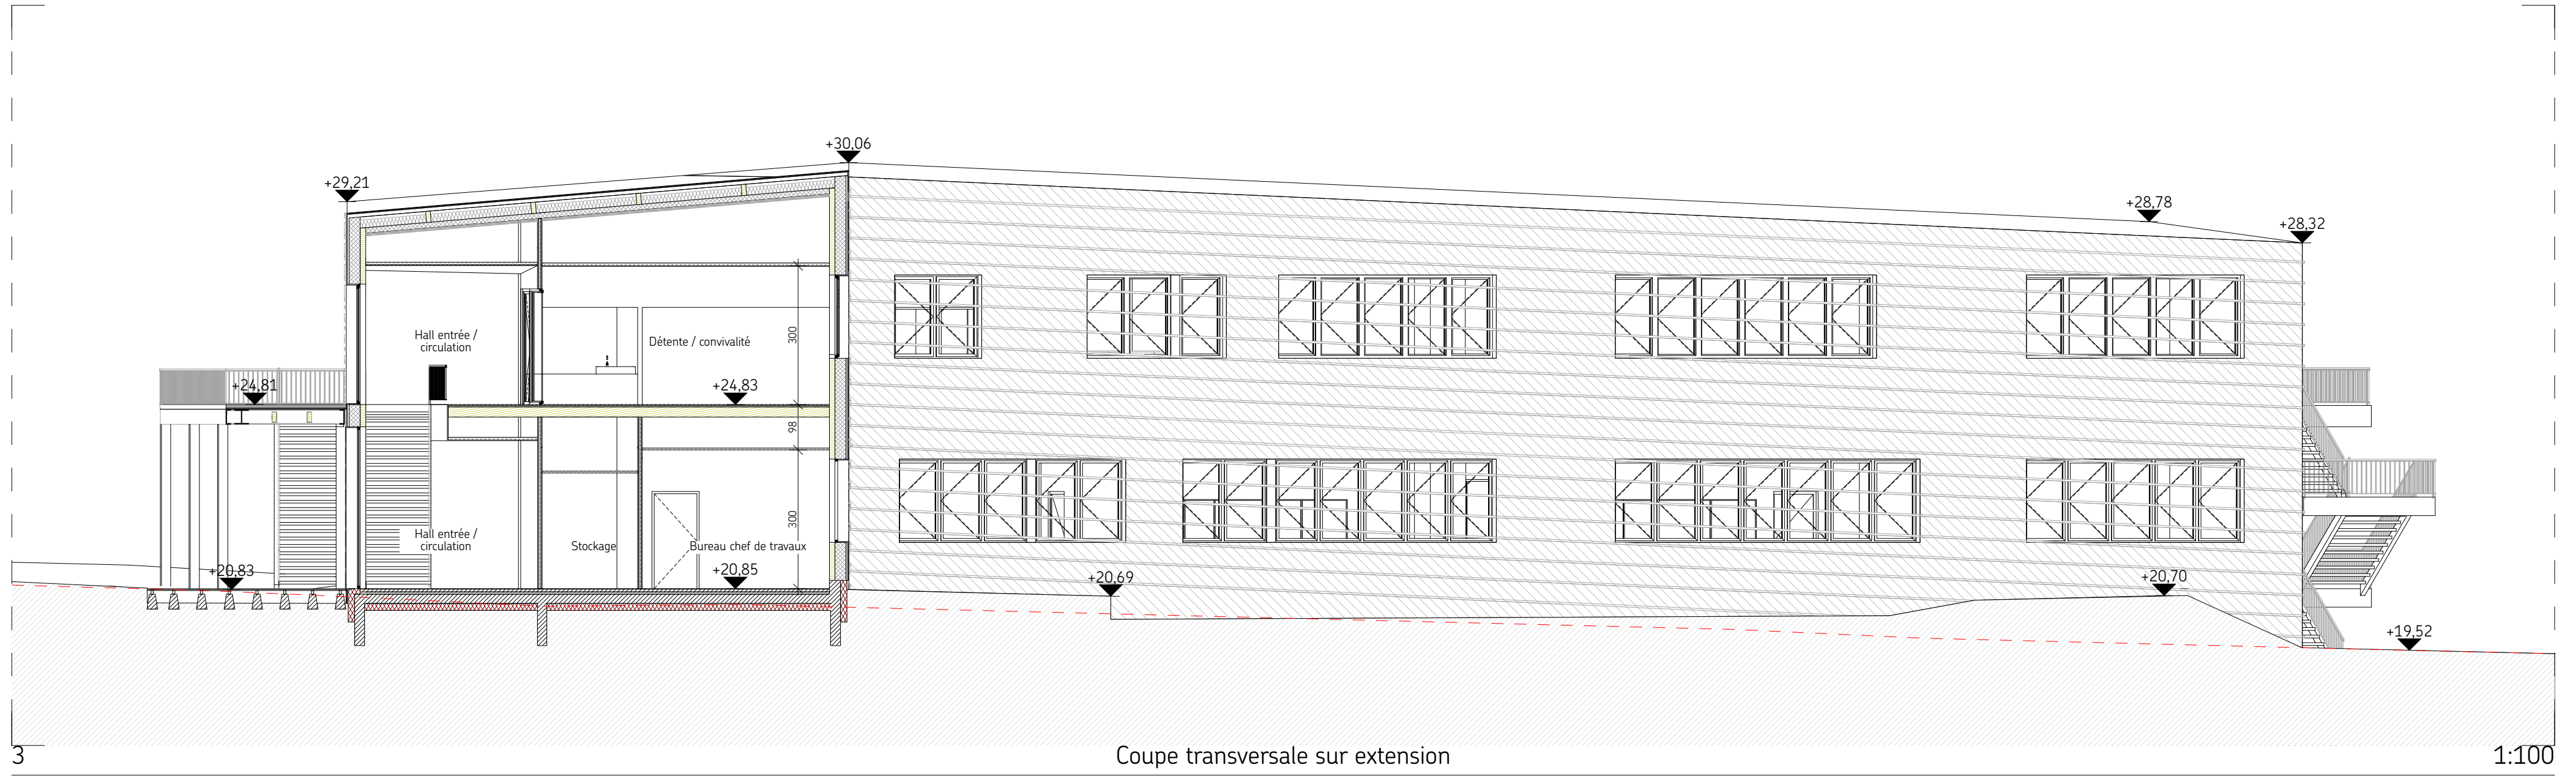 +30,06
+29,21
+28,78
+28,32
Hall entrée /
circulation
Détente / convivalité
300
+24,81
+24,83
98
300
Hall entrée /
circulation
Stockage
Bureau chef de travaux
+20,83
+20,85
+20,69
+20,70
+19,52
3
Coupe transversale sur extension
1:100